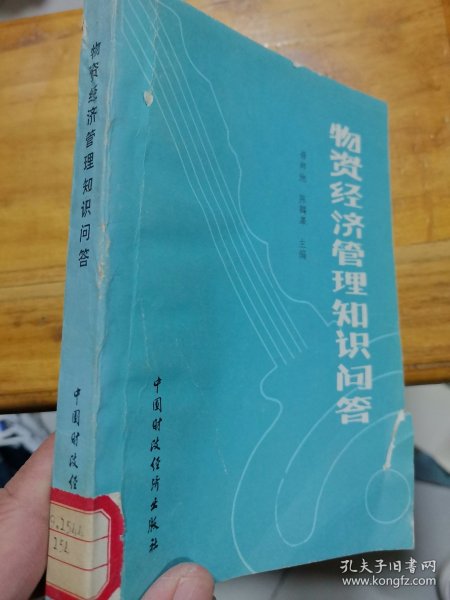 物资经济管理知识问答
中国财政经
物资经济管理知识问答
主编
中国财政经济出版社
254
孔夫子旧书网
www.kongfz.com